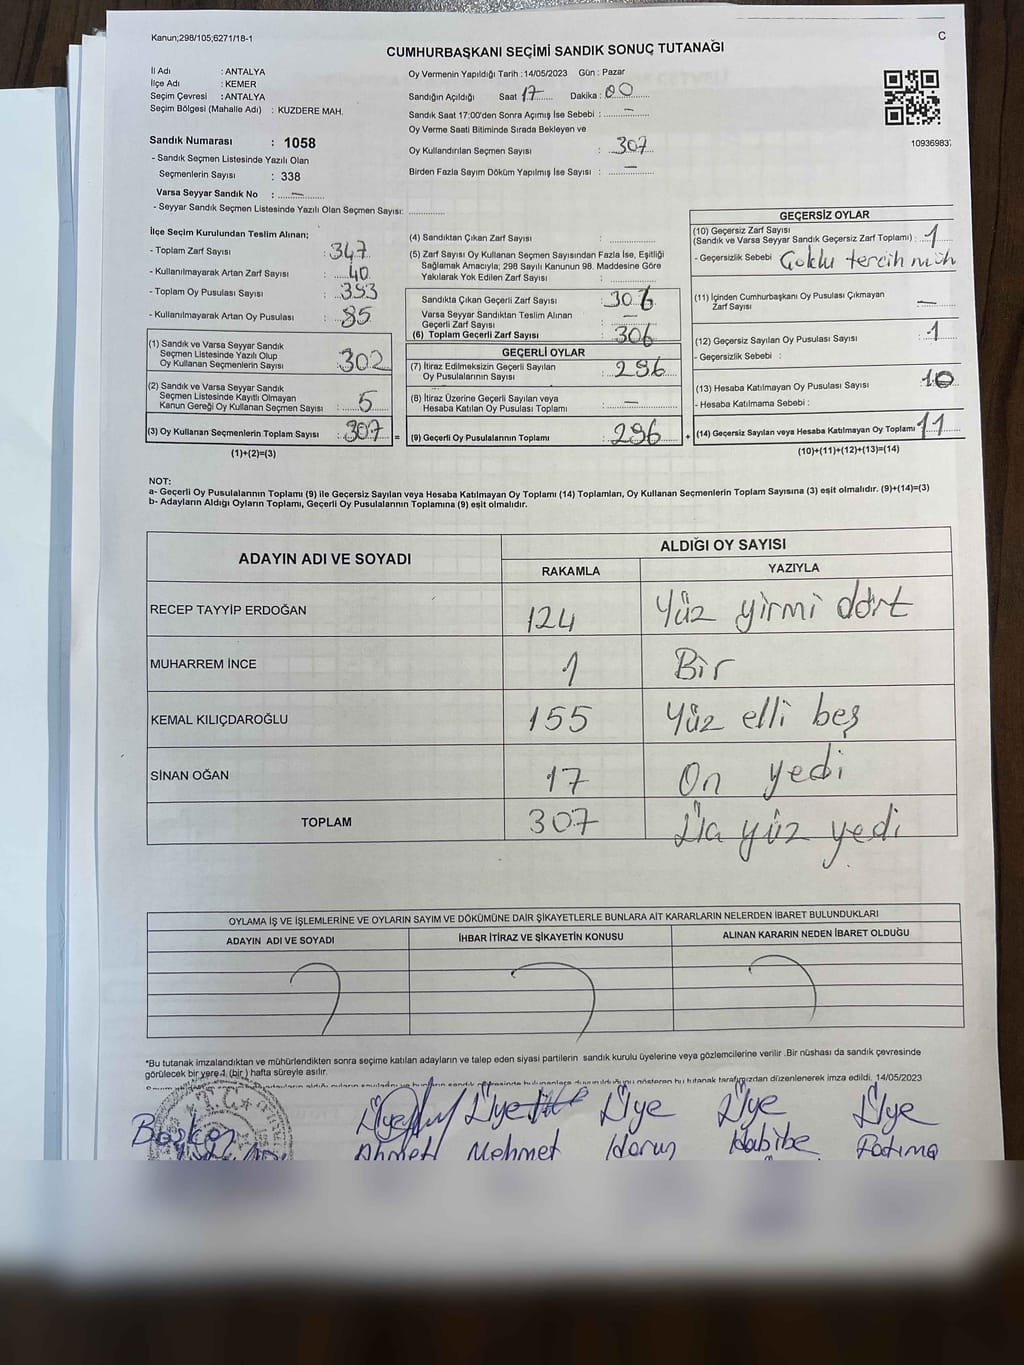 Kanun;298/105;6271/18-1
C
CUMHURBAŞKANI SEÇİMİ SANDIK SONUÇ TUTANAĞI
İl Adı : ANTALYA
İlçe Adı : KEMER
Seçim Çevresi : ANTALYA
Seçim Bölgesi (Mahalle Adı) : KUZDERE MAH.
Oy Vermenin Yapıldığı Tarih :14/05/2023 Gün : Pazar
Sandığın Açıldığı Saat 17 Dakika : 00
Sandık Saat 17:00'den Sonra Açımış İse Sebebi : —
Oy Verme Saati Bitiminde Sırada Bekleyen ve
Oy Kullandırılan Seçmen Sayısı : 307
Birden Fazla Sayım Döküm Yapılmış İse Sayısı : —
10936983
Sandık Numarası : 1058
- Sandık Seçmen Listesinde Yazılı Olan
Seçmenlerin Sayısı : 338
Varsa Seyyar Sandık No : —
- Seyyar Sandık Seçmen Listesinde Yazılı Olan Seçmen Sayısı:
İlçe Seçim Kurulundan Teslim Alınan;
- Toplam Zarf Sayısı : 347
- Kullanılmayarak Artan Zarf Sayısı : 40
- Toplam Oy Pusulası Sayısı : 393
- Kullanılmayarak Artan Oy Pusulası : 85
(1) Sandık ve Varsa Seyyar Sandık
Seçmen Listesinde Yazılı Olup
Oy Kullanan Seçmenlerin Sayısı : 302
(2) Sandık ve Varsa Seyyar Sandık
Seçmen Listesinde Kayıtlı Olmayan
Kanun Gereği Oy Kullanan Seçmen Sayısı : 5
(3) Oy Kullanan Seçmenlerin Toplam Sayısı : 307
(1)+(2)=(3)
(4) Sandıktan Çıkan Zarf Sayısı :
(5) Zarf Sayısı Oy Kullanan Seçmen Sayısından Fazla İse, Eşitliği
Sağlamak Amacıyla; 298 Sayılı Kanunun 98. Maddesine Göre
Yakılarak Yok Edilen Zarf Sayısı :
Sandıkta Çıkan Geçerli Zarf Sayısı : 306
Varsa Seyyar Sandıktan Teslim Alınan
Geçerli Zarf Sayısı : —
(6) Toplam Geçerli Zarf Sayısı : 306
GEÇERLİ OYLAR
(7) İtiraz Edilmeksizin Geçerli Sayılan
Oy Pusulalarının Sayısı : 296
(8) İtiraz Üzerine Geçerli Sayılan veya
Hesaba Katılan Oy Pusulası Toplamı : —
= (9) Geçerli Oy Pusulalarının Toplamı : 296
GEÇERSİZ OYLAR
(10) Geçersiz Zarf Sayısı
(Sandık ve Varsa Seyyar Sandık Geçersiz Zarf Toplamı) : 1
- Geçersizlik Sebebi : Çoklu tercih müh
(11) İçinden Cumhurbaşkanı Oy Pusulası Çıkmayan
Zarf Sayısı : —
(12) Geçersiz Sayılan Oy Pusulası Sayısı : 1
- Geçersizlik Sebebi :
(13) Hesaba Katılmayan Oy Pusulası Sayısı : 10
- Hesaba Katılmama Sebebi :
+ (14) Geçersiz Sayılan veya Hesaba Katılmayan Oy Toplamı : 11
(10)+(11)+(12)+(13)=(14)
NOT:
a- Geçerli Oy Pusulalarının Toplamı (9) ile Geçersiz Sayılan veya Hesaba Katılmayan Oy Toplamı (14) Toplamları, Oy Kullanan Seçmenlerin Toplam Sayısına (3) eşit olmalıdır. (9)+(14)=(3)
b- Adayların Aldığı Oyların Toplamı, Geçerli Oy Pusulalarının Toplamına (9) eşit olmalıdır.
ADAYIN ADI VE SOYADI
ALDIĞI OY SAYISI
RAKAMLA YAZIYLA
RECEP TAYYİP ERDOĞAN 124 Yüz yirmi dört
MUHARREM İNCE 1 Bir
KEMAL KILIÇDAROĞLU 155 Yüz elli beş
SİNAN OĞAN 17 On yedi
TOPLAM 307 Üç yüz yedi
OYLAMA İŞ VE İŞLEMLERİNE VE OYLARIN SAYIM VE DÖKÜMÜNE DAİR ŞİKAYETLERLE BUNLARA AİT KARARLARIN NELERDEN İBARET BULUNDUKLARI
ADAYIN ADI VE SOYADI İHBAR İTİRAZ VE ŞİKAYETİN KONUSU ALINAN KARARIN NEDEN İBARET OLDUĞU
*Bu tutanak imzalandıktan ve mühürlendikten sonra seçime katılan adayların ve talep eden siyasi partilerin sandık kurulu üyelerine veya gözlemcilerine verilir .Bir nüshası da sandık çevresinde
görülecek bir yere 1 (bir ) hafta süreyle asılır.
gösteren bu tutanak tarafımızdan düzenlenerek imza edildi. 14/05/2023
T.C.
Başkan Üye Üye Üye Üye Üye
Ahmet Mehmet Harun Habibe Fatma